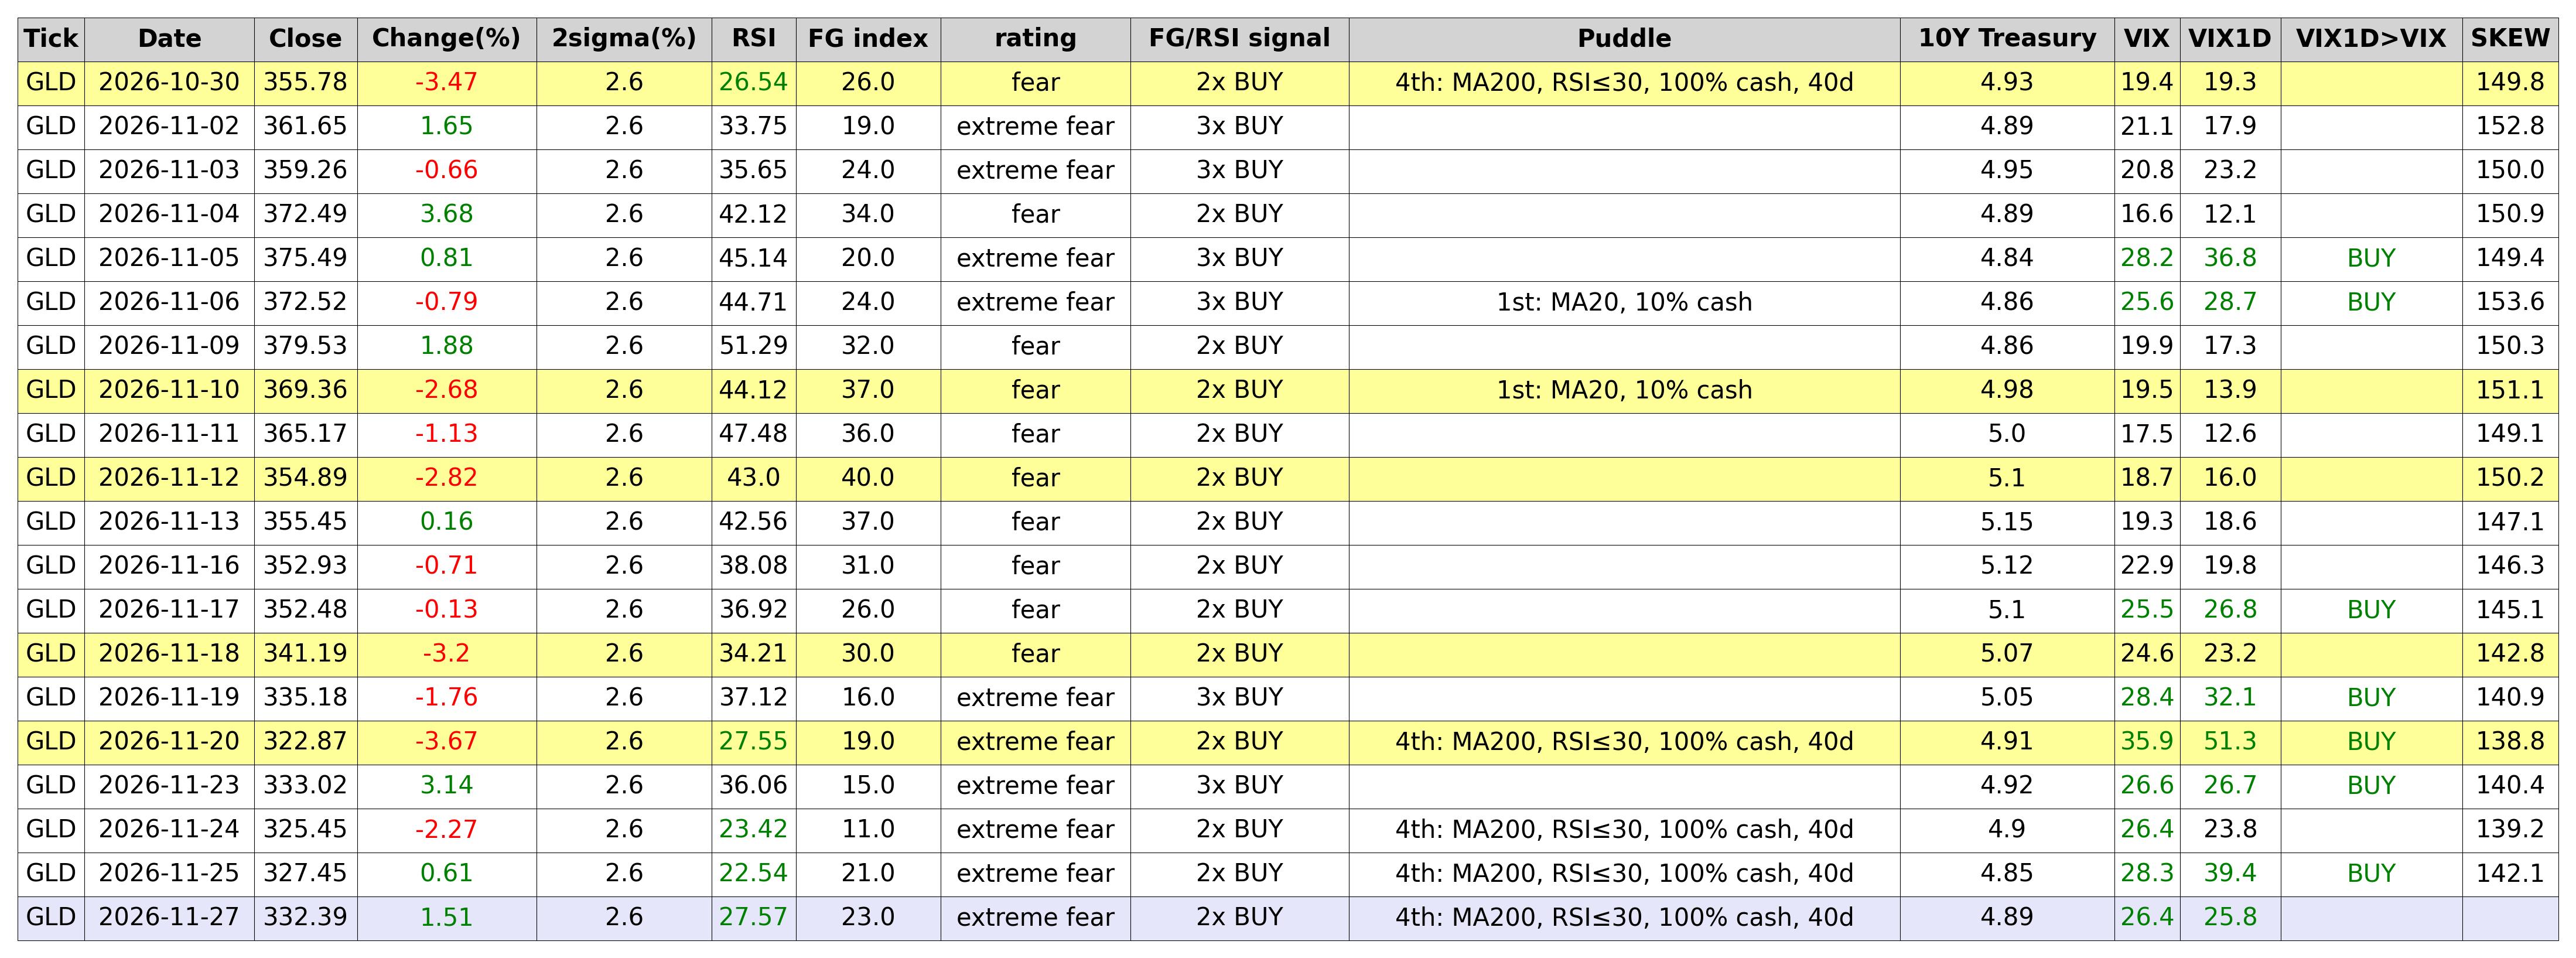 Tick Date Close Change(%) 2sigma(%) RSI FG index rating FG/RSI signal Puddle 10Y Treasury VIX VIX1D VIX1D>VIX SKEW
GLD 2026-10-30 355.78 -3.47 2.6 26.54 26.0 fear 2x BUY 4th: MA200, RSI≤30, 100% cash, 40d 4.93 19.4 19.3 149.8
GLD 2026-11-02 361.65 1.65 2.6 33.75 19.0 extreme fear 3x BUY 4.89 21.1 17.9 152.8
GLD 2026-11-03 359.26 -0.66 2.6 35.65 24.0 extreme fear 3x BUY 4.95 20.8 23.2 150.0
GLD 2026-11-04 372.49 3.68 2.6 42.12 34.0 fear 2x BUY 4.89 16.6 12.1 150.9
GLD 2026-11-05 375.49 0.81 2.6 45.14 20.0 extreme fear 3x BUY 4.84 28.2 36.8 BUY 149.4
GLD 2026-11-06 372.52 -0.79 2.6 44.71 24.0 extreme fear 3x BUY 1st: MA20, 10% cash 4.86 25.6 28.7 BUY 153.6
GLD 2026-11-09 379.53 1.88 2.6 51.29 32.0 fear 2x BUY 4.86 19.9 17.3 150.3
GLD 2026-11-10 369.36 -2.68 2.6 44.12 37.0 fear 2x BUY 1st: MA20, 10% cash 4.98 19.5 13.9 151.1
GLD 2026-11-11 365.17 -1.13 2.6 47.48 36.0 fear 2x BUY 5.0 17.5 12.6 149.1
GLD 2026-11-12 354.89 -2.82 2.6 43.0 40.0 fear 2x BUY 5.1 18.7 16.0 150.2
GLD 2026-11-13 355.45 0.16 2.6 42.56 37.0 fear 2x BUY 5.15 19.3 18.6 147.1
GLD 2026-11-16 352.93 -0.71 2.6 38.08 31.0 fear 2x BUY 5.12 22.9 19.8 146.3
GLD 2026-11-17 352.48 -0.13 2.6 36.92 26.0 fear 2x BUY 5.1 25.5 26.8 BUY 145.1
GLD 2026-11-18 341.19 -3.2 2.6 34.21 30.0 fear 2x BUY 5.07 24.6 23.2 142.8
GLD 2026-11-19 335.18 -1.76 2.6 37.12 16.0 extreme fear 3x BUY 5.05 28.4 32.1 BUY 140.9
GLD 2026-11-20 322.87 -3.67 2.6 27.55 19.0 extreme fear 2x BUY 4th: MA200, RSI≤30, 100% cash, 40d 4.91 35.9 51.3 BUY 138.8
GLD 2026-11-23 333.02 3.14 2.6 36.06 15.0 extreme fear 3x BUY 4.92 26.6 26.7 BUY 140.4
GLD 2026-11-24 325.45 -2.27 2.6 23.42 11.0 extreme fear 2x BUY 4th: MA200, RSI≤30, 100% cash, 40d 4.9 26.4 23.8 139.2
GLD 2026-11-25 327.45 0.61 2.6 22.54 21.0 extreme fear 2x BUY 4th: MA200, RSI≤30, 100% cash, 40d 4.85 28.3 39.4 BUY 142.1
GLD 2026-11-27 332.39 1.51 2.6 27.57 23.0 extreme fear 2x BUY 4th: MA200, RSI≤30, 100% cash, 40d 4.89 26.4 25.8